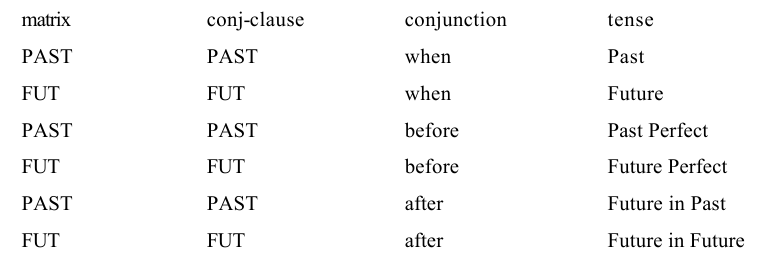 matrix conj-clause conjunction tense
PAST PAST when Past
FUT FUT when Future
PAST PAST before Past Perfect
FUT FUT before Future Perfect
PAST PAST after Future in Past
FUT FUT after Future in Future